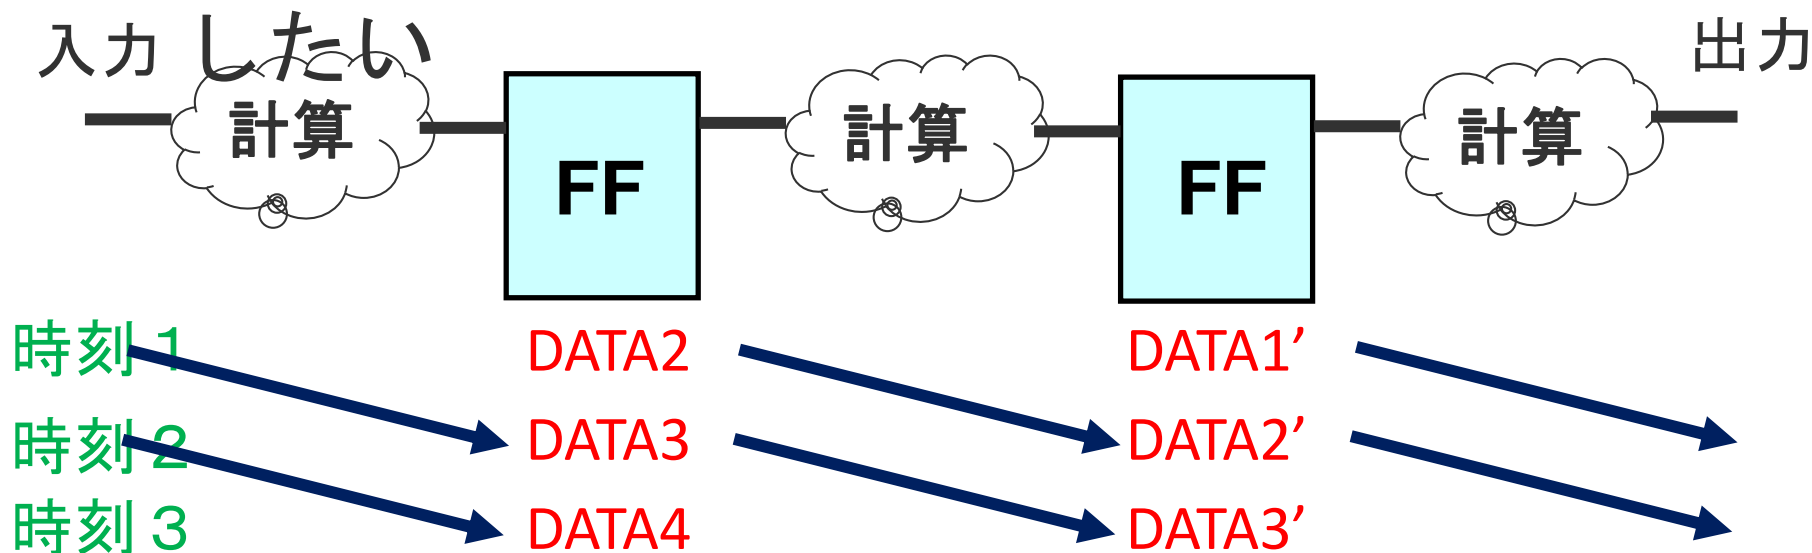 入力 したい 出力
計算 FF 計算 FF 計算
時刻１ DATA2 DATA1’
時刻２ DATA3 DATA2’
時刻３ DATA4 DATA3’